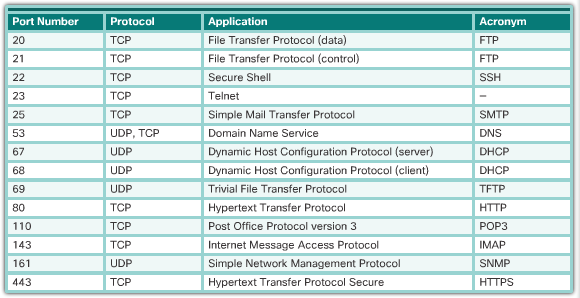 Port Number Protocol Application Acronym
20 TCP File Transfer Protocol (data) FTP
21 TCP File Transfer Protocol (control) FTP
22 TCP Secure Shell SSH
23 TCP Telnet —
25 TCP Simple Mail Transfer Protocol SMTP
53 UDP, TCP Domain Name Service DNS
67 UDP Dynamic Host Configuration Protocol (server) DHCP
68 UDP Dynamic Host Configuration Protocol (client) DHCP
69 UDP Trivial File Transfer Protocol TFTP
80 TCP Hypertext Transfer Protocol HTTP
110 TCP Post Office Protocol version 3 POP3
143 TCP Internet Message Access Protocol IMAP
161 UDP Simple Network Management Protocol SNMP
443 TCP Hypertext Transfer Protocol Secure HTTPS